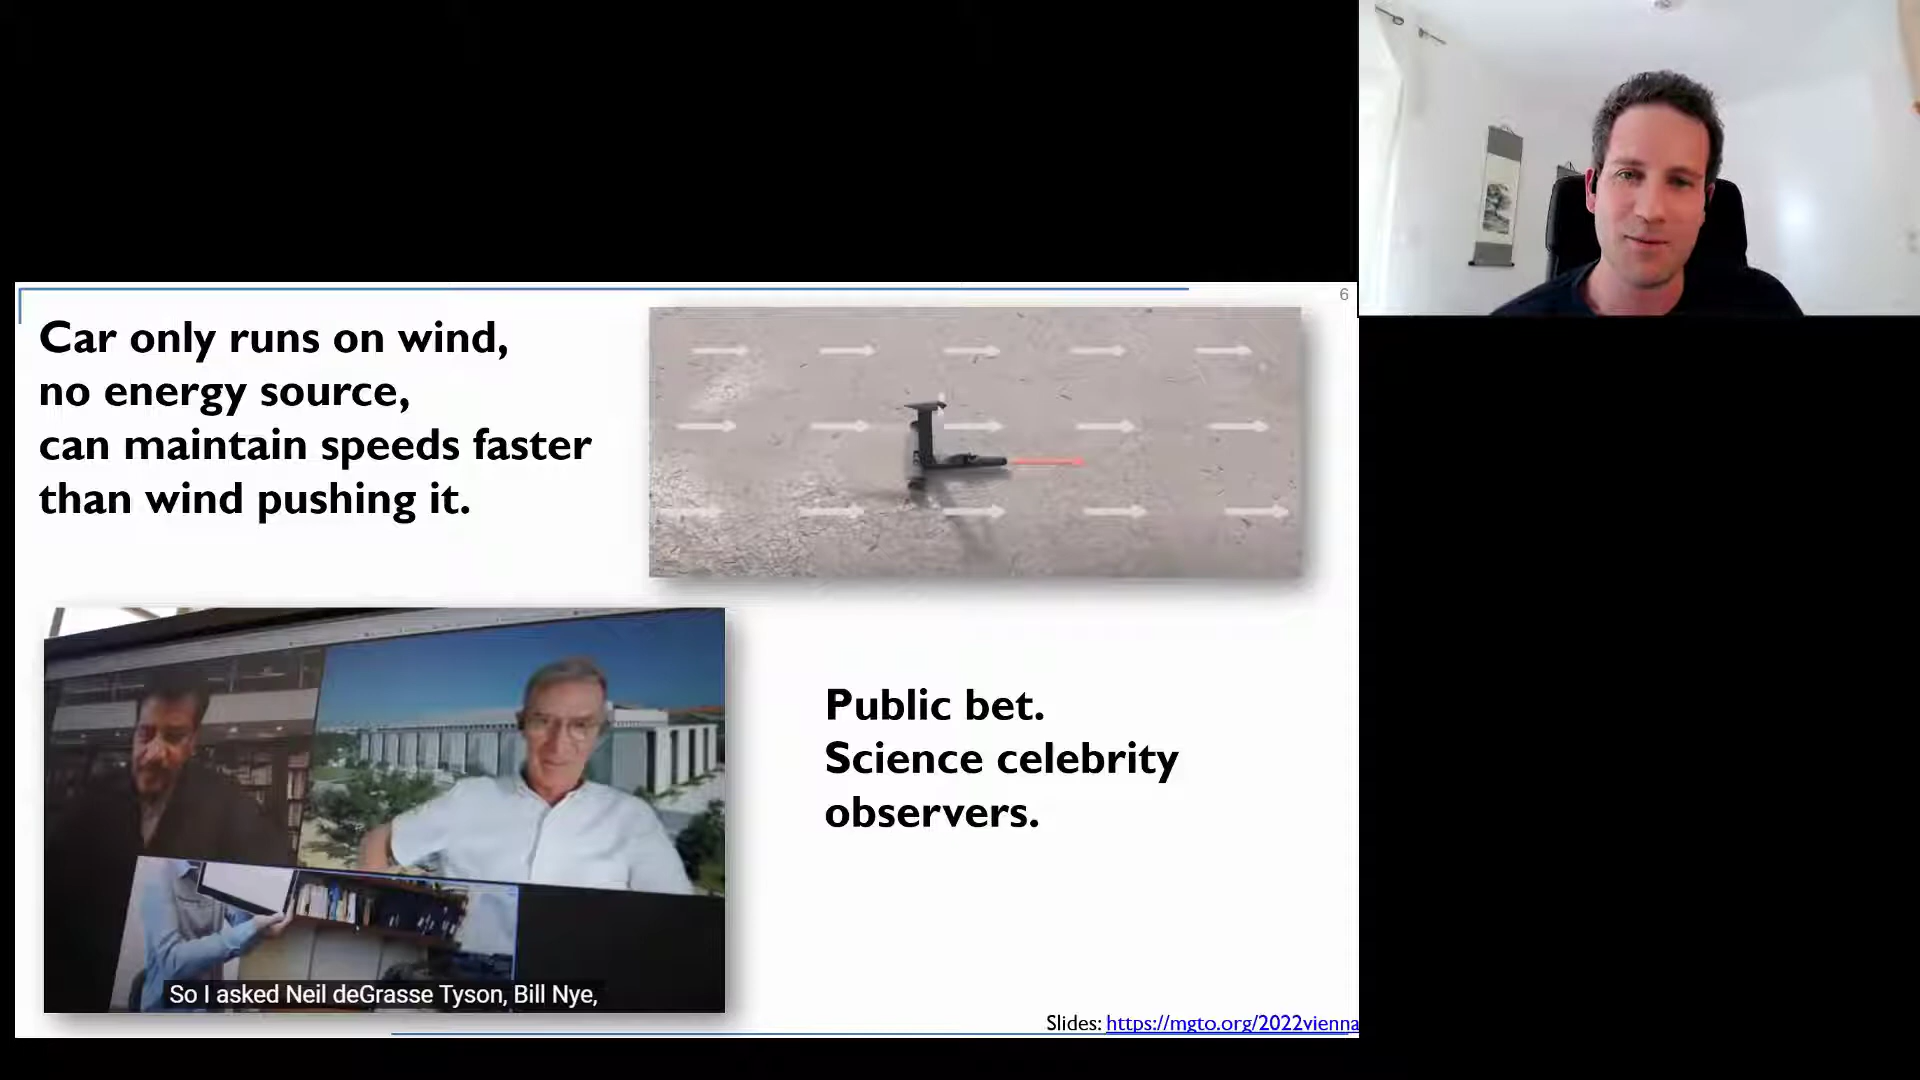 6
Car only runs on wind,
no energy source,
can maintain speeds faster
than wind pushing it.
Public bet.
Science celebrity
observers.
So I asked Neil deGrasse Tyson, Bill Nye,
Slides: https://mgto.org/2022vienna